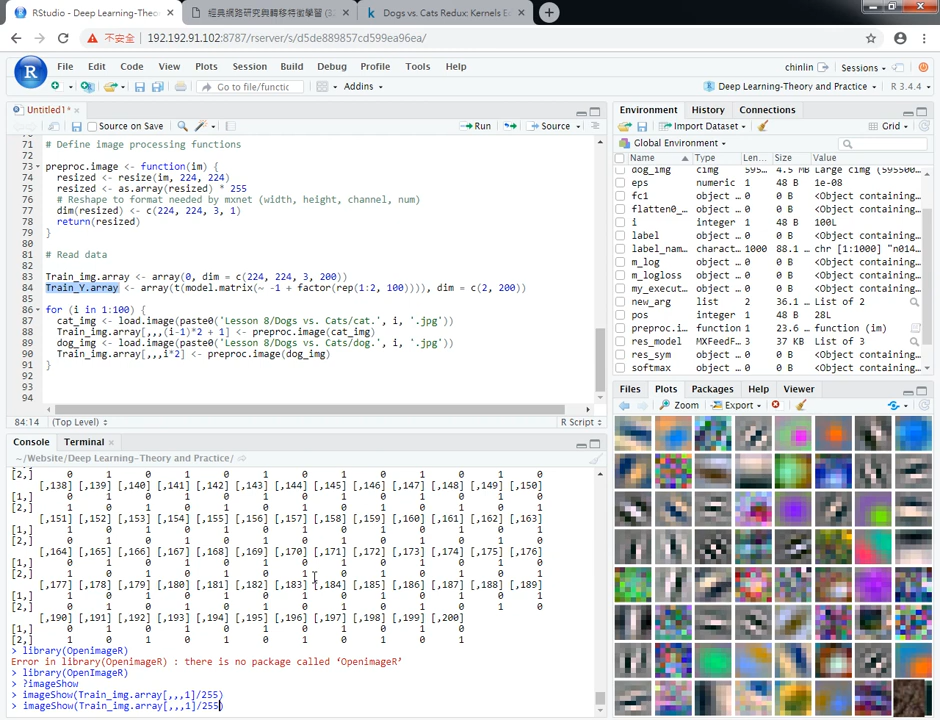 RStudio – Deep Learning-Theo
經典網路研究與轉移特徵學習 (3
Dogs vs. Cats Redux: Kernels E
不安全
192.192.91.102:8787/rserver/s/d5de889857cd599ea96ea/
File Edit Code View Plots Session Build Debug Profile Tools Help
chinlin Sessions
Go to file/functic Addins
Deep Learning-Theory and Practice R 3.4.4
Untitled1*
Source on Save Run Source
71 # Define image processing functions
72
73 preproc.image <- function(im) {
74 resized <- resize(im, 224, 224)
75 resized <- as.array(resized) * 255
76 # Reshape to format needed by mxnet (width, height, channel, num)
77 dim(resized) <- c(224, 224, 3, 1)
78 return(resized)
79 }
80
81 # Read data
82
83 Train_img.array <- array(0, dim = c(224, 224, 3, 200))
84 Train_Y.array <- array(t(model.matrix(~ -1 + factor(rep(1:2, 100)))), dim = c(2, 200))
85
86 for (i in 1:100) {
87 cat_img <- load.image(paste0('Lesson 8/Dogs vs. Cats/cat.', i, '.jpg'))
88 Train_img.array[,,,(i-1)*2 + 1] <- preproc.image(cat_img)
89 dog_img <- load.image(paste0('Lesson 8/Dogs vs. Cats/dog.', i, '.jpg'))
90 Train_img.array[,,,i*2] <- preproc.image(dog_img)
91 }
92
93
94
84:14 (Top Level) R Script
Console Terminal
~/Website/Deep Learning-Theory and Practice/
[2,] 0 1 0 1 0 1 0 1 0 1 0 1 0
[,138] [,139] [,140] [,141] [,142] [,143] [,144] [,145] [,146] [,147] [,148] [,149] [,150]
[1,] 0 1 0 1 0 1 0 1 0 1 0 1 0
[2,] 1 0 1 0 1 0 1 0 1 0 1 0 1
[,151] [,152] [,153] [,154] [,155] [,156] [,157] [,158] [,159] [,160] [,161] [,162] [,163]
[1,] 1 0 1 0 1 0 1 0 1 0 1 0 1
[2,] 0 1 0 1 0 1 0 1 0 1 0 1 0
[,164] [,165] [,166] [,167] [,168] [,169] [,170] [,171] [,172] [,173] [,174] [,175] [,176]
[1,] 0 1 0 1 0 1 0 1 0 1 0 1 0
[2,] 1 0 1 0 1 0 1 0 1 0 1 0 1
[,177] [,178] [,179] [,180] [,181] [,182] [,183] [,184] [,185] [,186] [,187] [,188] [,189]
[1,] 1 0 1 0 1 0 1 0 1 0 1 0 1
[2,] 0 1 0 1 0 1 0 1 0 1 0 1 0
[,190] [,191] [,192] [,193] [,194] [,195] [,196] [,197] [,198] [,199] [,200]
[1,] 0 1 0 1 0 1 0 1 0 1 0
[2,] 1 0 1 0 1 0 1 0 1 0 1
> library(OpenimageR)
Error in library(OpenimageR) : there is no package called ‘OpenimageR’
> library(OpenImageR)
> ?imageShow
> imageShow(Train_img.array[,,,1]/255)
> imageShow(Train_img.array[,,,1]/255)
Environment History Connections
Import Dataset Grid
Global Environment
Name Type Len... Size Value
dog_img cimg 595... 4.5 MB Large cimg (595500...
eps numeric 1 48 B 1e-08
fc1 object ... 0 0 B <Object containing...
flatten0_... object ... 0 0 B <Object containing...
i integer 1 48 B 100L
label object ... 0 0 B <Object containing...
label_nam... charact... 1000 88.1 ... chr [1:1000] "n014...
m_log object ... 0 0 B <Object containing...
m_logloss object ... 0 0 B <Object containing...
my_execut... object ... 0 0 B <Object containing...
new_arg list 2 36.1 ... List of 2
pos integer 1 48 B 28L
preproc.i... function 1 23.6 ... function (im)
res_model MXFeedF... 3 37 KB List of 3
res_sym object ... 0 0 B <Object containing...
softmax object ... 0 0 B <Object containing...
Files Plots Packages Help Viewer
Zoom Export